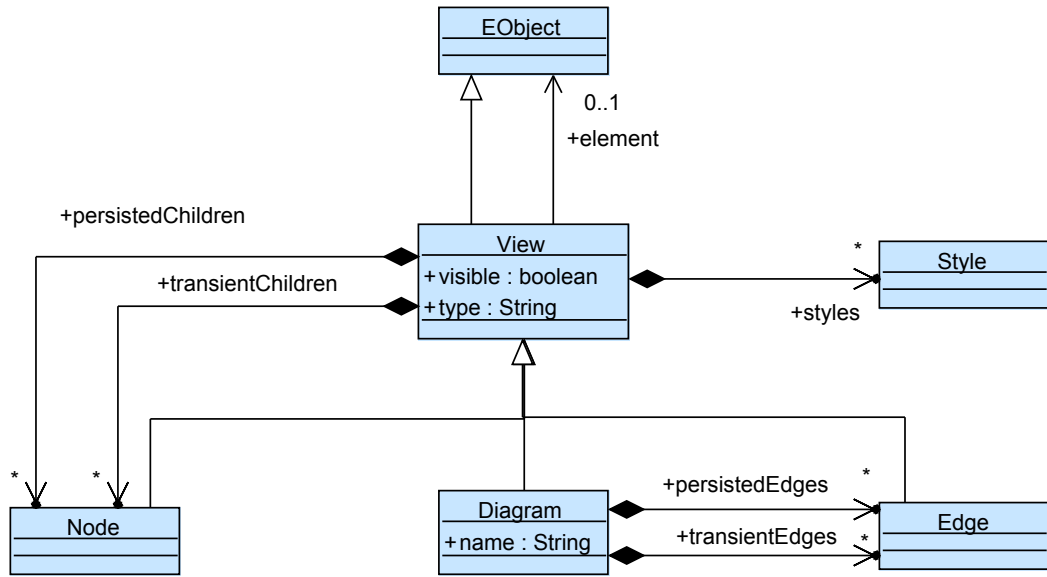 EObject
0..1
+element
+persistedChildren
View
*
+visible : boolean
Style
+transientChildren
+type : String
+styles
*
*
*
+persistedEdges
Node
Diagram
Edge
+name : String
+transientEdges
*